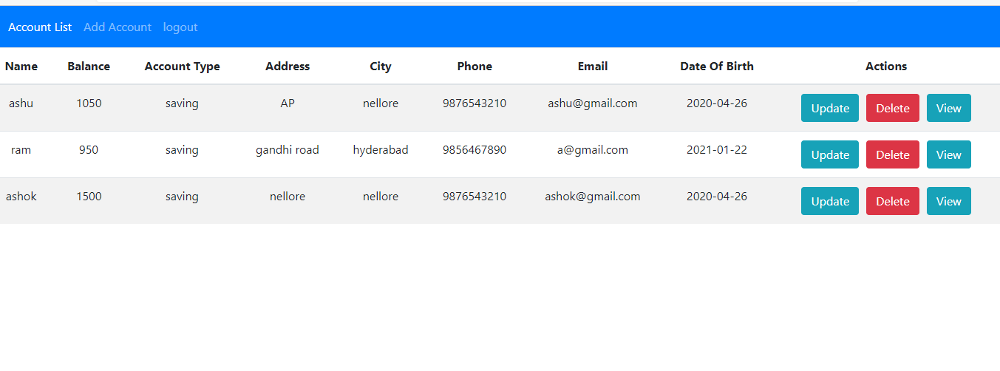 Account List Add Account logout
Name Balance Account Type Address City Phone Email Date Of Birth Actions
ashu 1050 saving AP nellore 9876543210 ashu@gmail.com 2020-04-26 Update Delete View
ram 950 saving gandhi road hyderabad 9856467890 a@gmail.com 2021-01-22 Update Delete View
ashok 1500 saving nellore nellore 9876543210 ashok@gmail.com 2020-04-26 Update Delete View